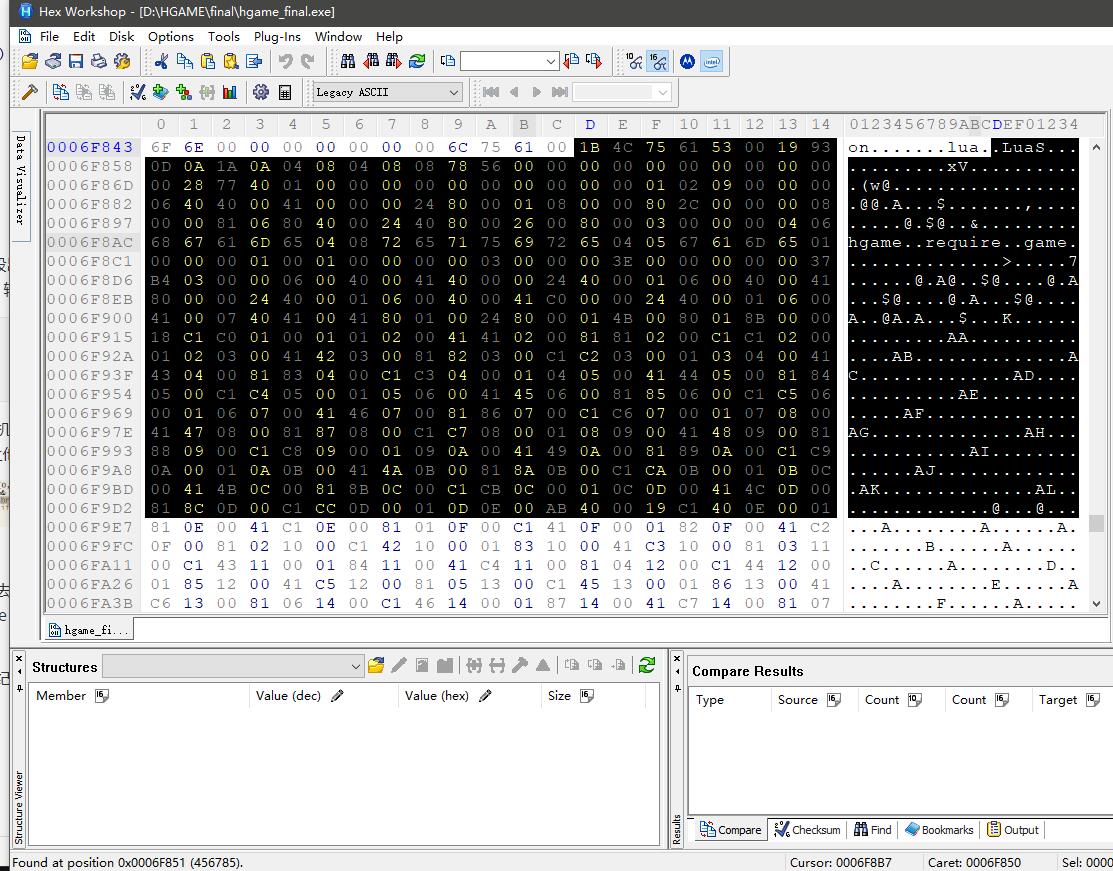 Hex Workshop - [D:\HGAME\final\hgame_final.exe]
File Edit Disk Options Tools Plug-Ins Window Help
Legacy ASCII
Data Visualizer
0 1 2 3 4 5 6 7 8 9 A B C D E F 10 11 12 13 14 0123456789ABCDEF01234
0006F843 6F 6E 00 00 00 00 00 00 00 6C 75 61 00 1B 4C 75 61 53 00 19 93 on.......lua..LuaS...
0006F858 0D 0A 1A 0A 04 08 04 08 08 78 56 00 00 00 00 00 00 00 00 00 00 .........xV..........
0006F86D 00 28 77 40 01 00 00 00 00 00 00 00 00 00 00 01 02 09 00 00 00 .(w@.................
0006F882 06 40 40 00 41 00 00 00 24 80 00 01 08 00 00 80 2C 00 00 00 08 .@@.A...$.......,....
0006F897 00 00 81 06 80 40 00 24 40 80 00 26 00 80 00 03 00 00 00 04 06 .....@.$@..&.........
0006F8AC 68 67 61 6D 65 04 08 72 65 71 75 69 72 65 04 05 67 61 6D 65 01 hgame..require..game.
0006F8C1 00 00 00 01 00 01 00 00 00 00 03 00 00 00 3E 00 00 00 00 00 37 ..............>.....7
0006F8D6 B4 03 00 00 06 00 40 00 41 40 00 00 24 40 00 01 06 00 40 00 41 ......@.A@..$@....@.A
0006F8EB 80 00 00 24 40 00 01 06 00 40 00 41 C0 00 00 24 40 00 01 06 00 ...$@....@.A...$@....
0006F900 41 00 07 40 41 00 41 80 01 00 24 80 00 01 4B 00 80 01 8B 00 00 A..@A.A...$...K......
0006F915 18 C1 C0 01 00 01 01 02 00 41 41 02 00 81 81 02 00 C1 C1 02 00 .........AA..........
0006F92A 01 02 03 00 41 42 03 00 81 82 03 00 C1 C2 03 00 01 03 04 00 41 ....AB..............A
0006F93F 43 04 00 81 83 04 00 C1 C3 04 00 01 04 05 00 41 44 05 00 81 84 C..............AD....
0006F954 05 00 C1 C4 05 00 01 05 06 00 41 45 06 00 81 85 06 00 C1 C5 06 ..........AE.........
0006F969 00 01 06 07 00 41 46 07 00 81 86 07 00 C1 C6 07 00 01 07 08 00 .....AF..............
0006F97E 41 47 08 00 81 87 08 00 C1 C7 08 00 01 08 09 00 41 48 09 00 81 AG..............AH...
0006F993 88 09 00 C1 C8 09 00 01 09 0A 00 41 49 0A 00 81 89 0A 00 C1 C9 ...........AI........
0006F9A8 0A 00 01 0A 0B 00 41 4A 0B 00 81 8A 0B 00 C1 CA 0B 00 01 0B 0C ......AJ.............
0006F9BD 00 41 4B 0C 00 81 8B 0C 00 C1 CB 0C 00 01 0C 0D 00 41 4C 0D 00 .AK..............AL..
0006F9D2 81 8C 0D 00 C1 CC 0D 00 01 0D 0E 00 AB 40 00 19 C1 40 0E 00 01 .............@...@...
0006F9E7 81 0E 00 41 C1 0E 00 81 01 0F 00 C1 41 0F 00 01 82 0F 00 41 C2 ...A........A......A.
0006F9FC 0F 00 81 02 10 00 C1 42 10 00 01 83 10 00 41 C3 10 00 81 03 11 .......B......A......
0006FA11 00 C1 43 11 00 01 84 11 00 41 C4 11 00 81 04 12 00 C1 44 12 00 ..C......A........D..
0006FA26 01 85 12 00 41 C5 12 00 81 05 13 00 C1 45 13 00 01 86 13 00 41 ....A........E......A
0006FA3B C6 13 00 81 06 14 00 C1 46 14 00 01 87 14 00 41 C7 14 00 81 07 ........F......A.....
hgame_fi...
Structures
Member Value (dec) Value (hex) Size
Structure Viewer
Compare Results
Type Source Count Count Target
Results
Compare Checksum Find Bookmarks Output
Found at position 0x0006F851 (456785).
Cursor: 0006F8B7 Caret: 0006F850 Sel: 0000